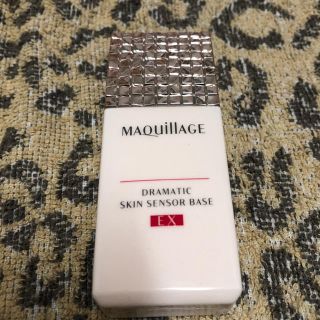 MAQuillAGE
DRAMATIC
SKIN SENSOR BASE
EX